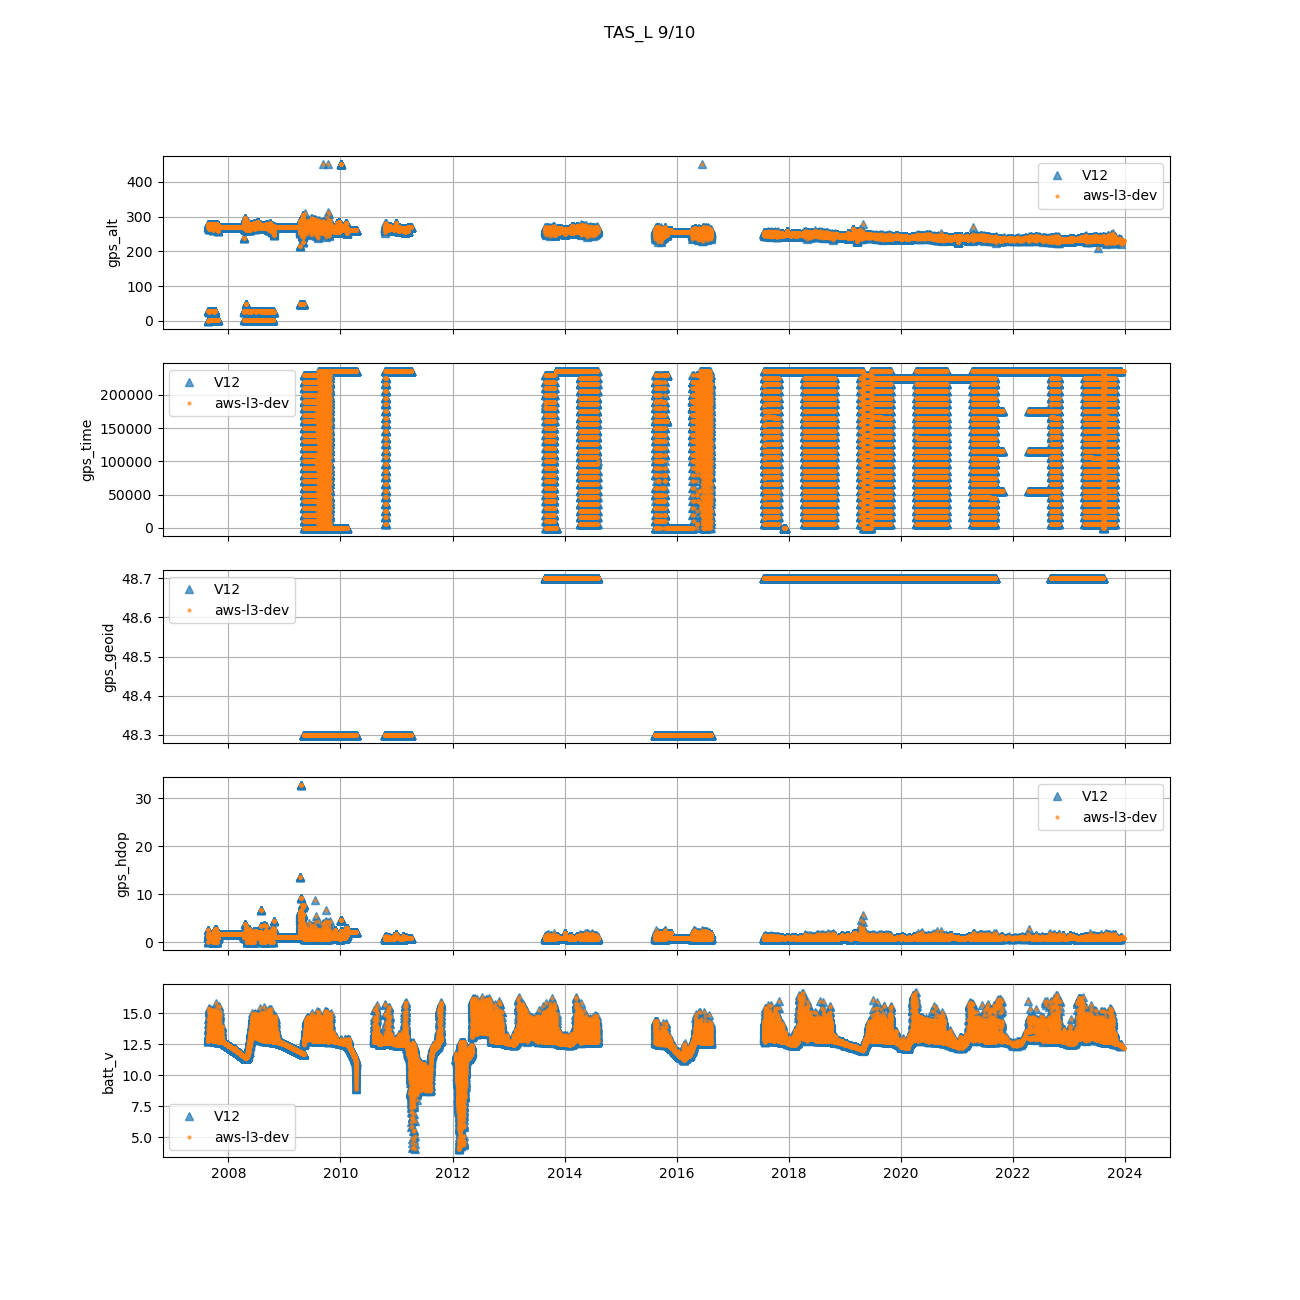 TAS_L 9/10
gps_alt
400
300
200
100
0
V12
aws-l3-dev
gps_time
200000
150000
100000
50000
0
V12
aws-l3-dev
gps_geoid
48.7
48.6
48.5
48.4
48.3
V12
aws-l3-dev
gps_hdop
30
20
10
0
V12
aws-l3-dev
batt_v
15.0
12.5
10.0
7.5
5.0
V12
aws-l3-dev
2008 2010 2012 2014 2016 2018 2020 2022 2024